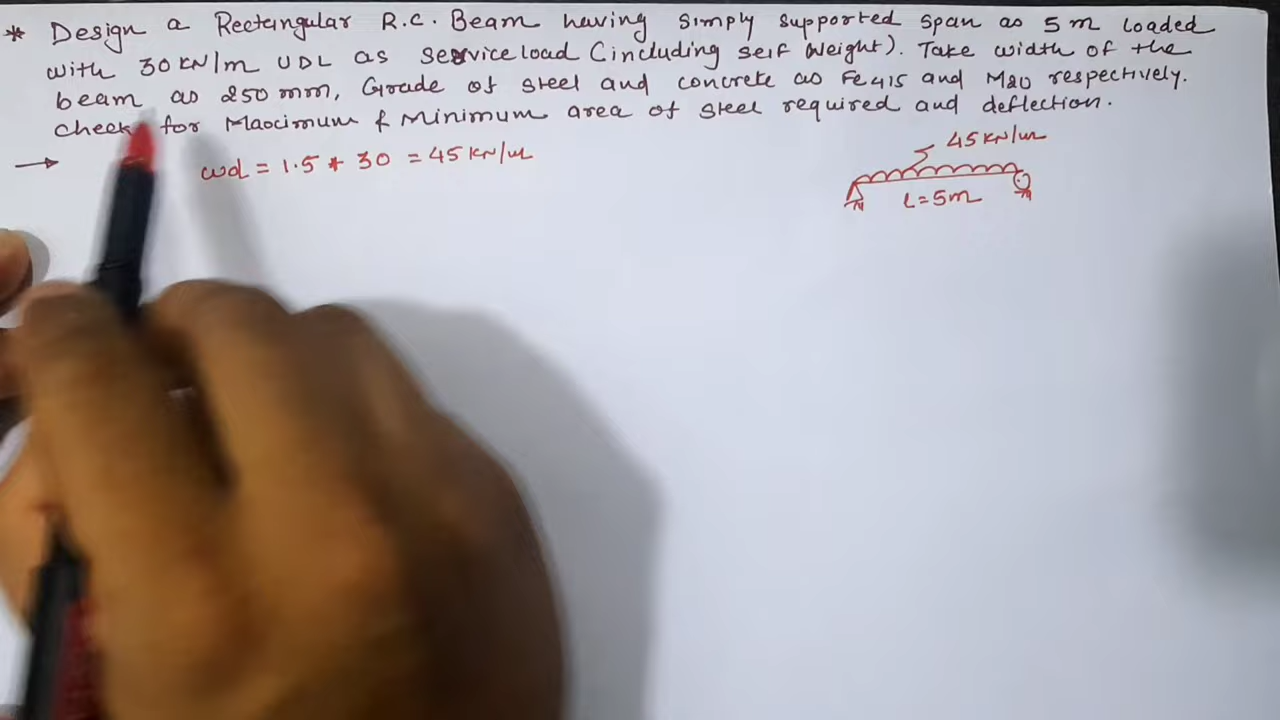 * Design a Rectangular R.C. Beam having simply supported span as 5 m loaded
with 30 KN/m UDL as service load (including self weight). Take width of the
beam as 250 mm, Grade of steel and concrete as Fe415 and M20 respectively.
Check for Maximum & Minimum area of steel required and deflection.
→ wd = 1.5 * 30 = 45 KN/m
45 KN/m
L = 5m